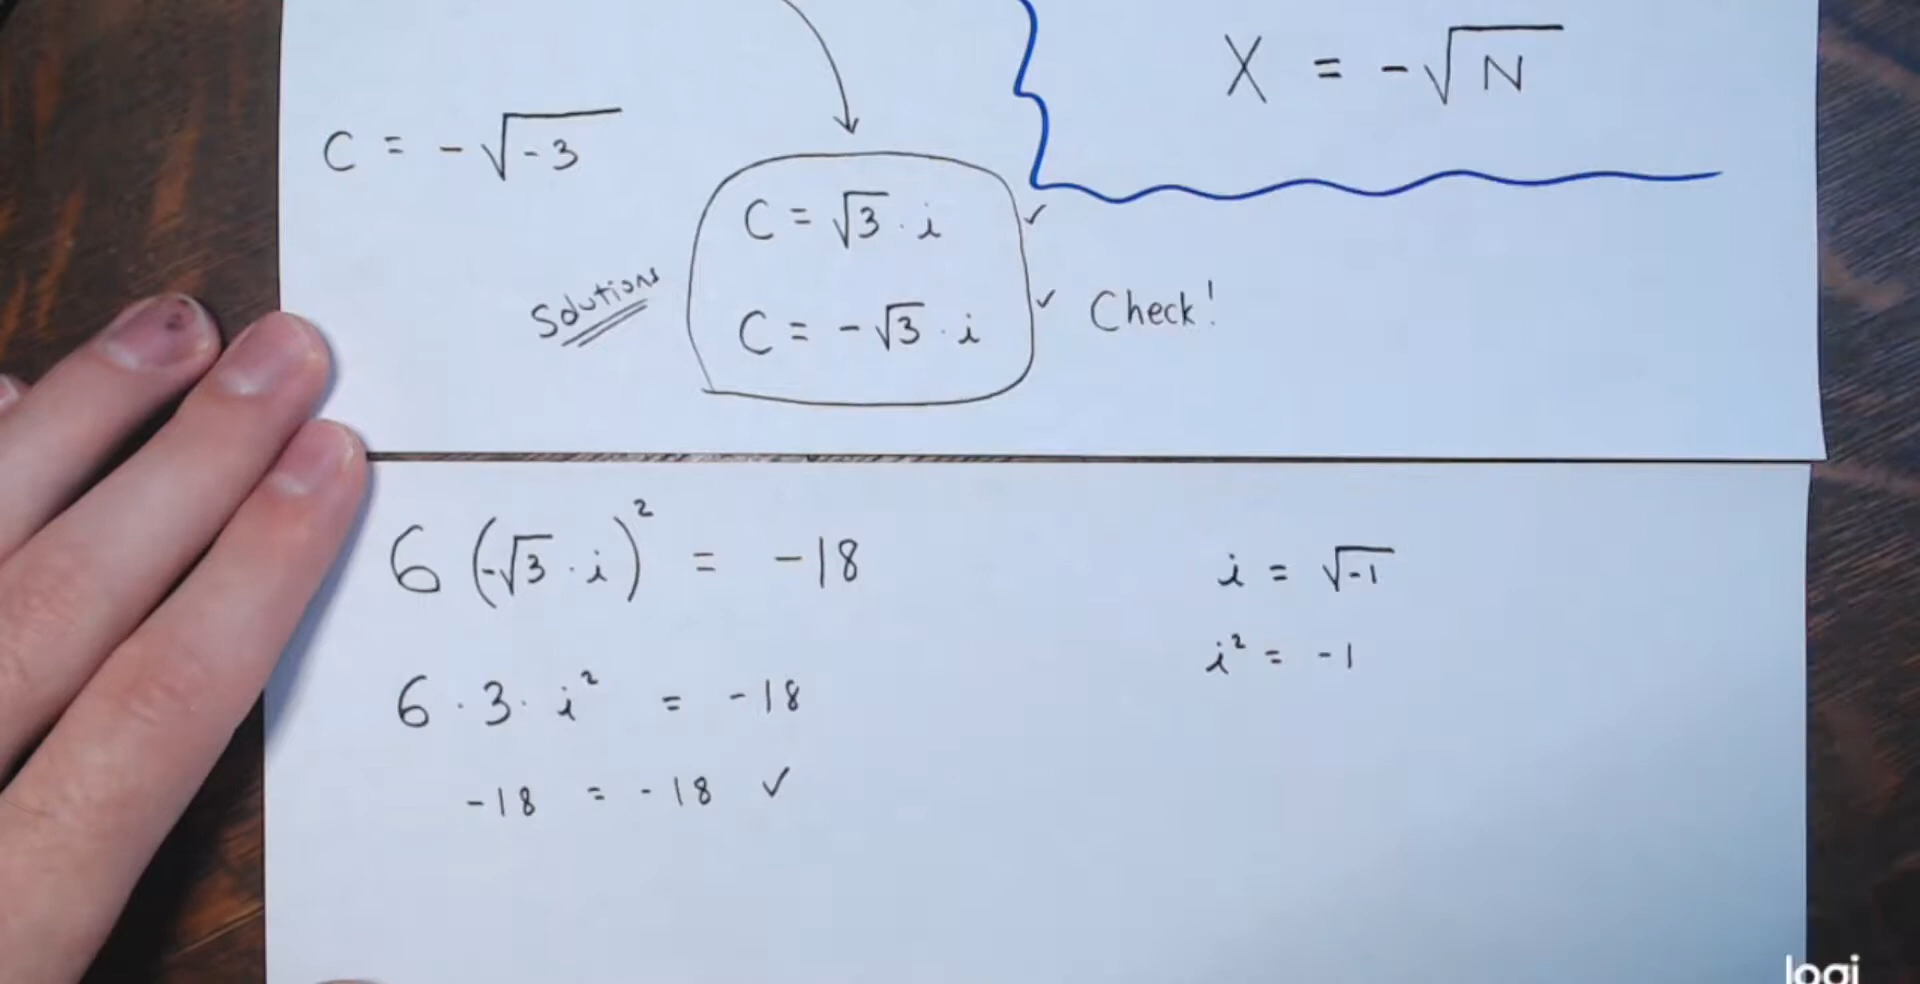 X = -√N
C = -√-3
C = √3 · i
Solutions
C = -√3 · i
Check!
6 (-√3 · i)² = -18
i = √-1
6 · 3 · i² = -18
i² = -1
-18 = -18 ✓
logi